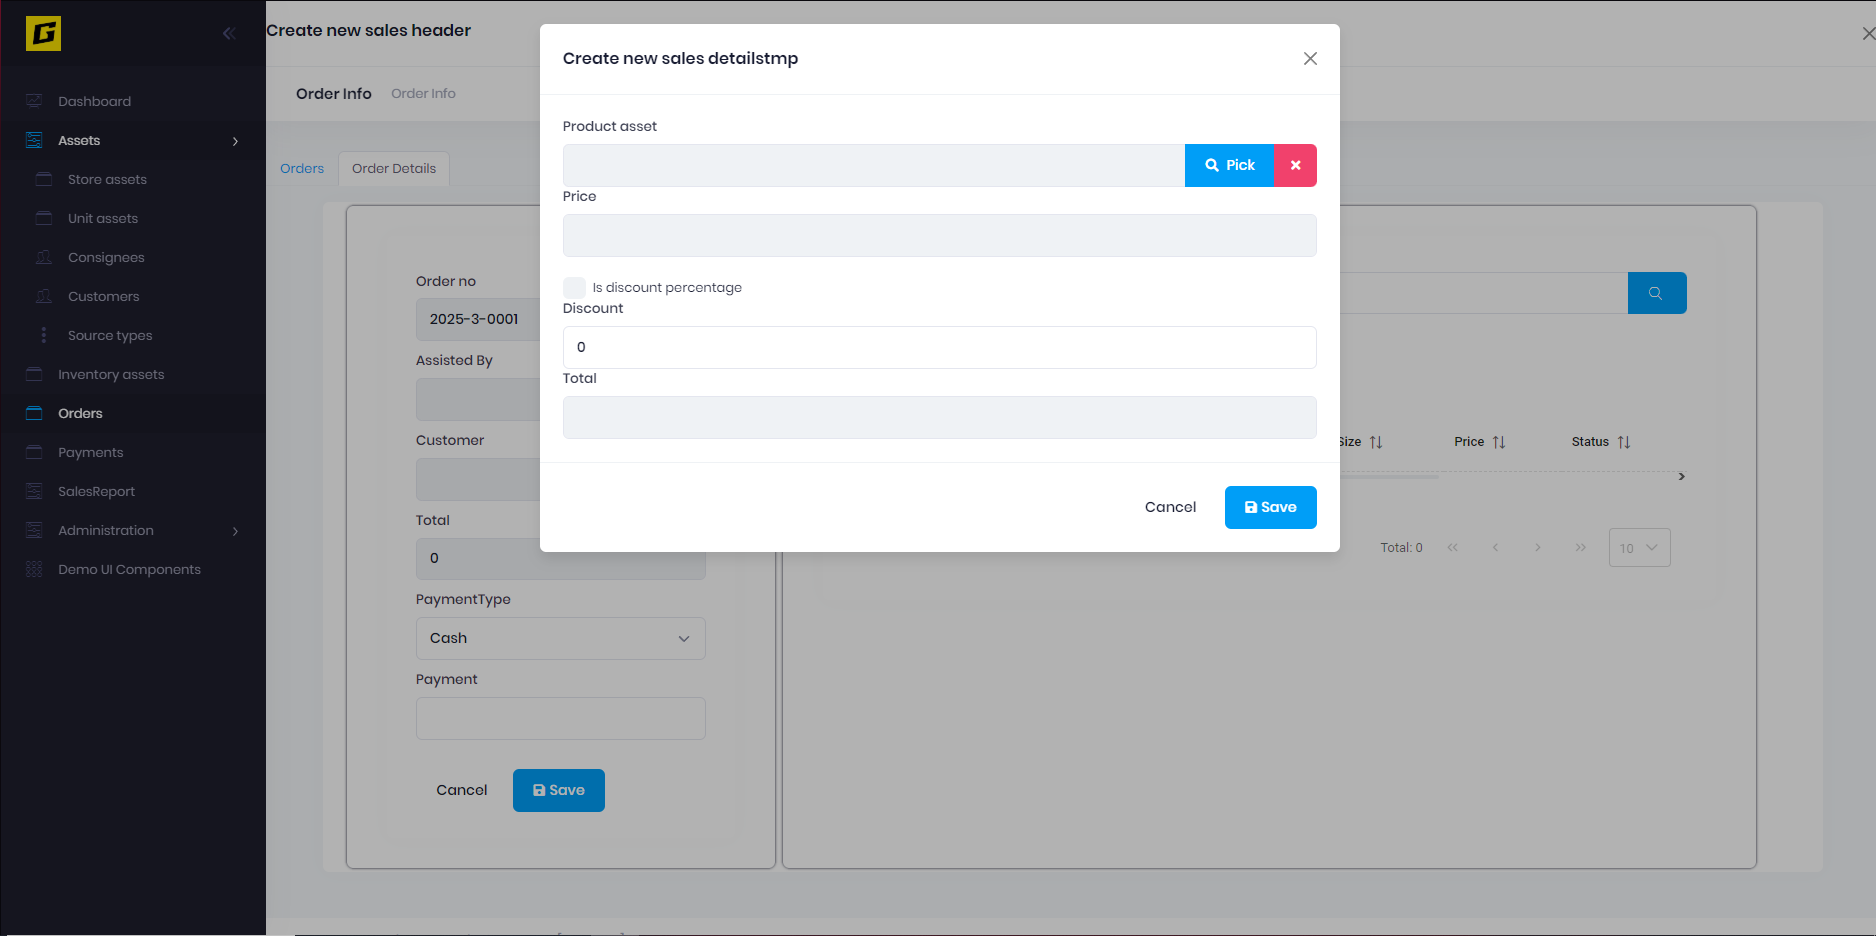 Create new sales header
Order Info Order Info
Dashboard
Assets
Store assets
Unit assets
Consignees
Customers
Source types
Inventory assets
Orders
Payments
SalesReport
Administration
Demo UI Components
Orders
Order Details
Order no
2025-3-0001
Assisted By
Customer
Total
0
PaymentType
Cash
Payment
Cancel
Save
Create new sales detailstmp
Product asset
Pick
Price
Is discount percentage
Discount
0
Total
Cancel
Save
Size Price Status
Total: 0
10